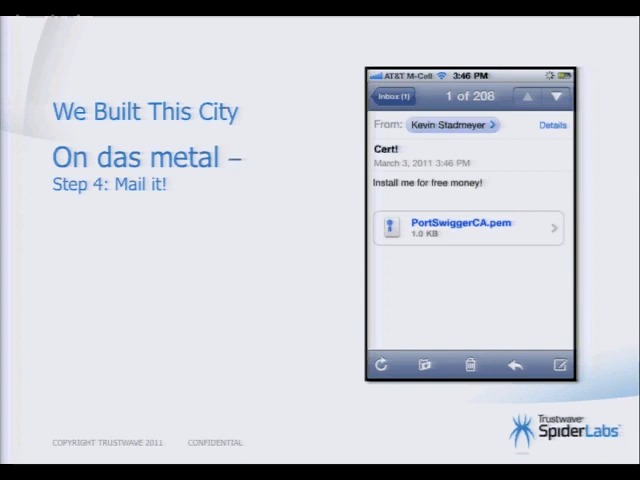 We Built This City
On das metal –
Step 4: Mail it!
AT&T M-Cell 3:46 PM
Inbox (1) 1 of 208
From: Kevin Stadmeyer Details
Cert!
March 3, 2011 3:46 PM
Install me for free money!
PortSwiggerCA.pem
1.0 KB
COPYRIGHT TRUSTWAVE 2011 CONFIDENTIAL
Trustwave
SpiderLabs